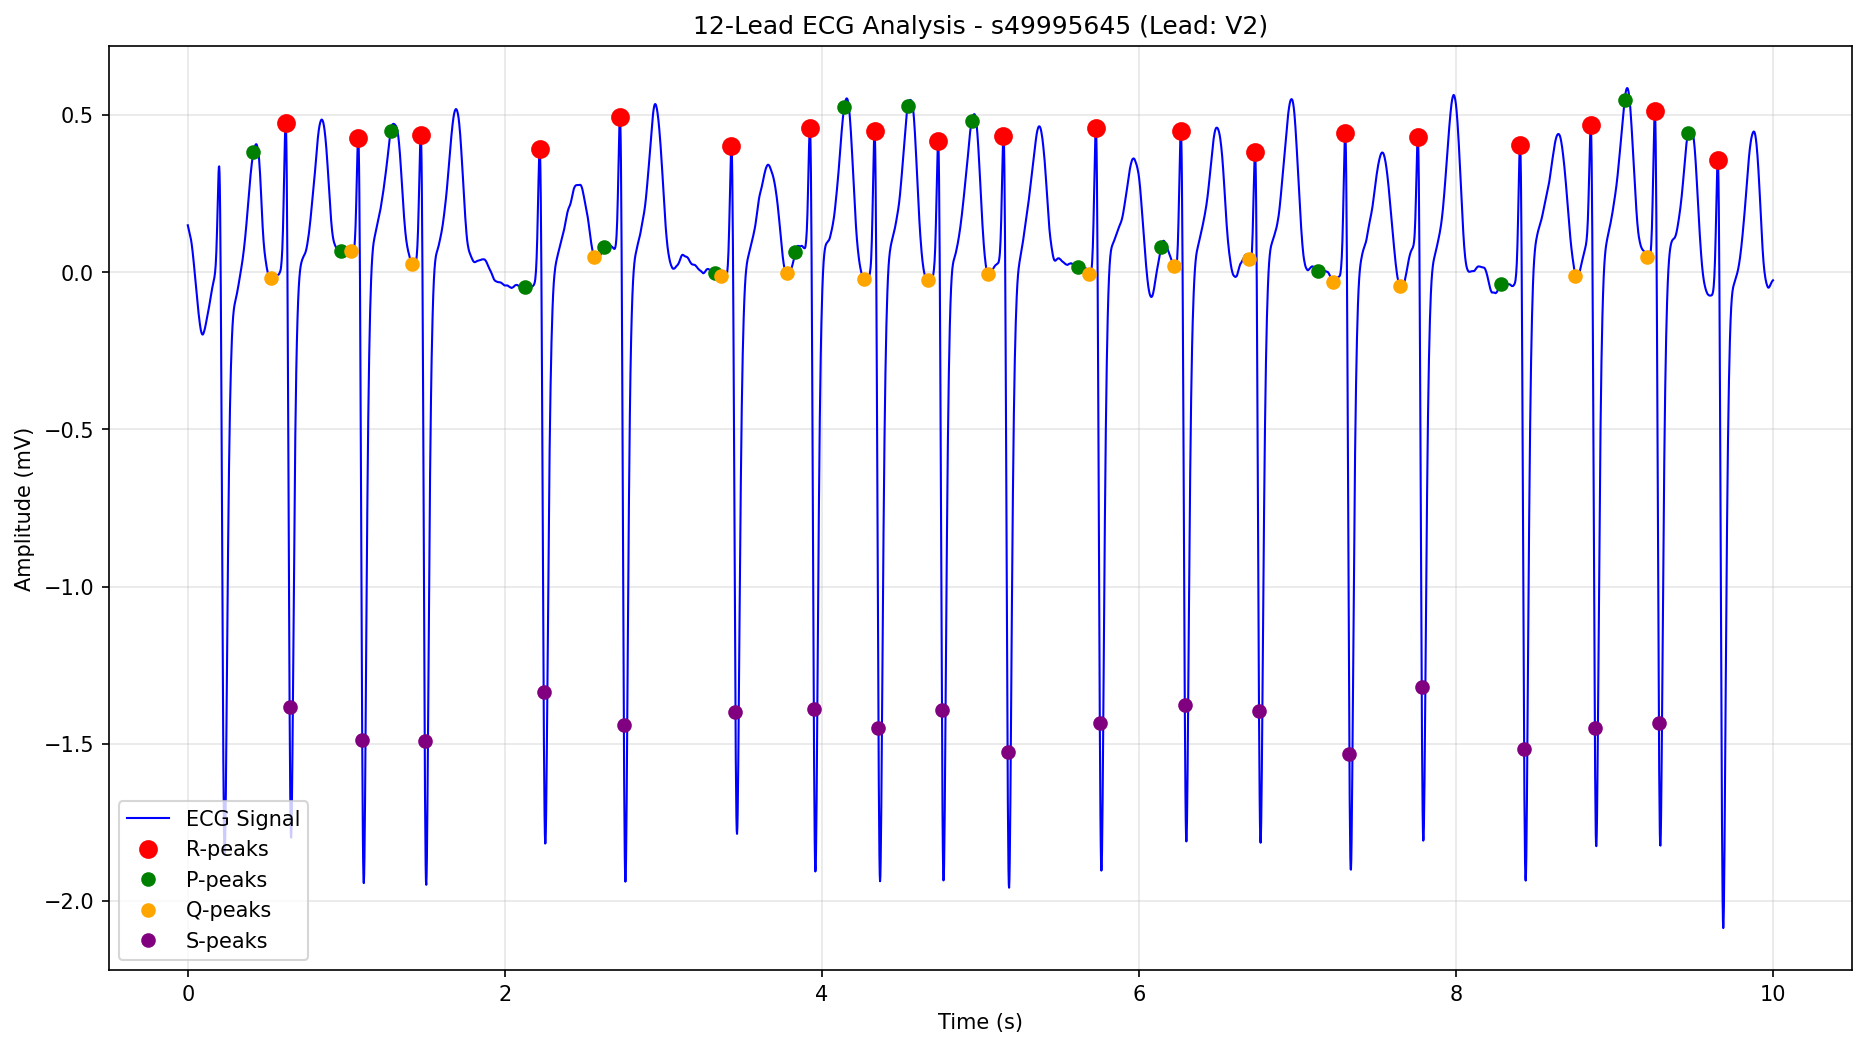 12-Lead ECG Analysis - s49995645 (Lead: V2)
Amplitude (mV)
0.5
0.0
−0.5
−1.0
−1.5
−2.0
ECG Signal
R-peaks
P-peaks
Q-peaks
S-peaks
0 2 4 6 8 10
Time (s)